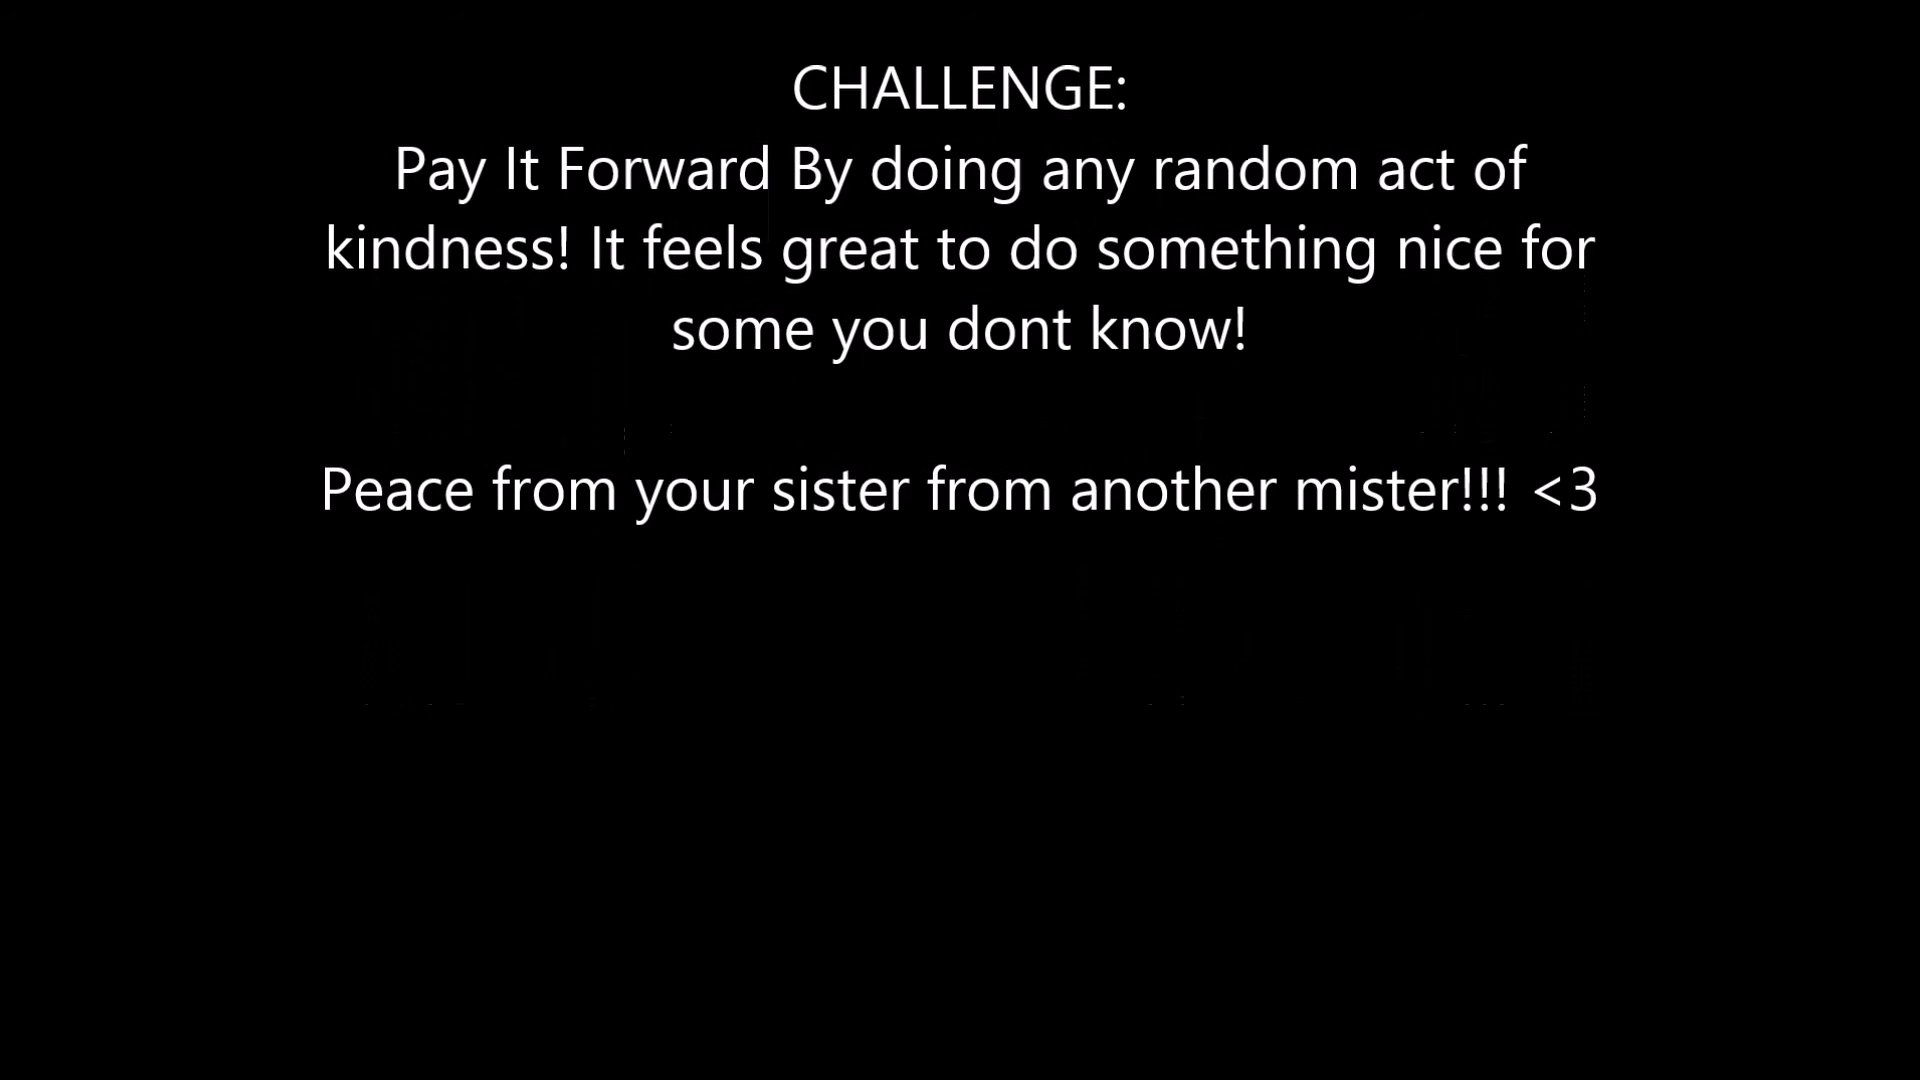 CHALLENGE:
Pay It Forward By doing any random act of
kindness! It feels great to do something nice for
some you dont know!
Peace from your sister from another mister!!! <3